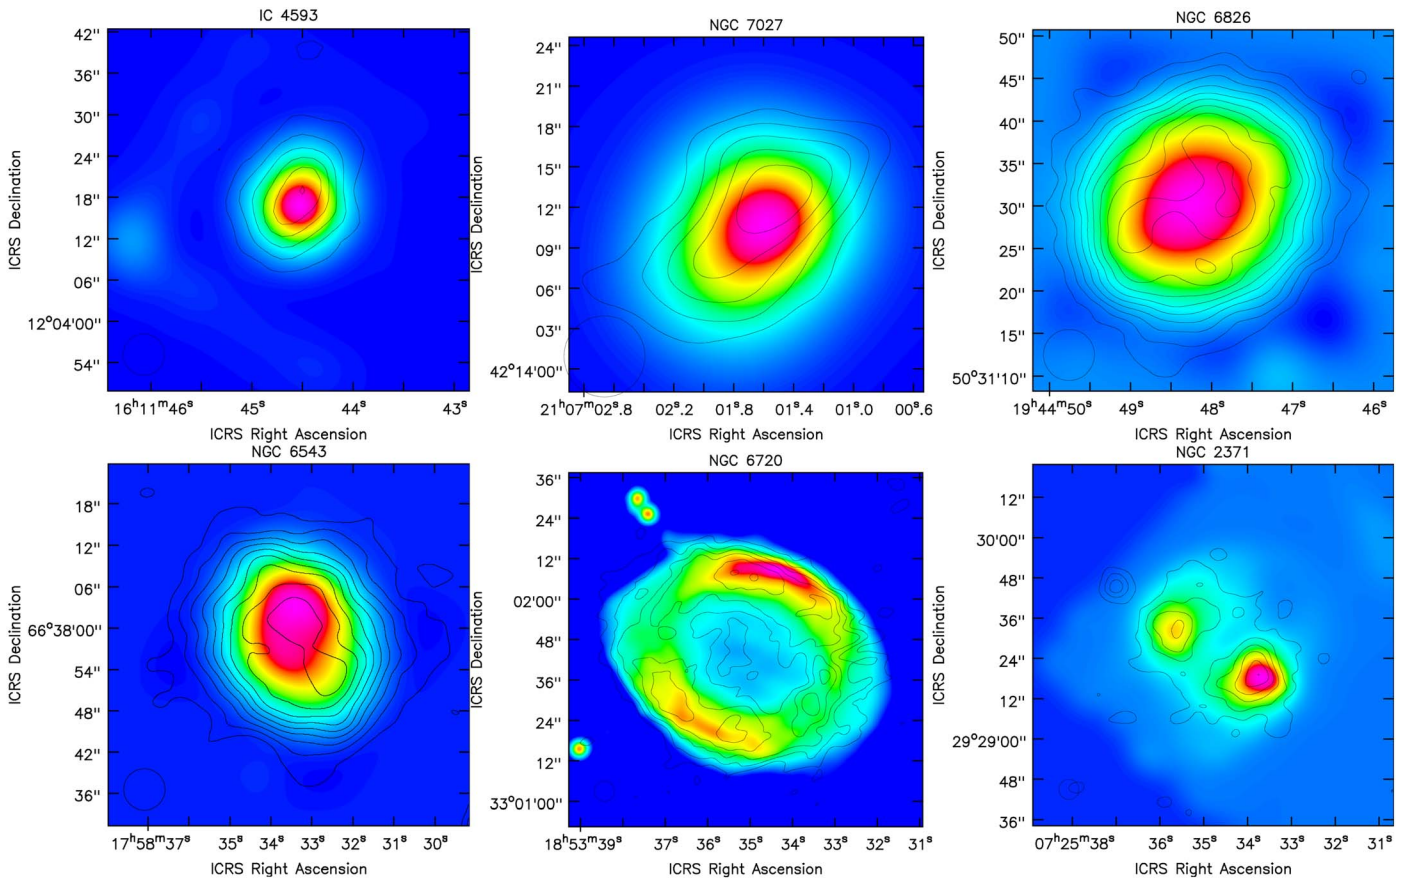 IC 4593
42"
36"
30"
24"
18"
12"
06"
12°04'00"
54"
ICRS Declination
16ʰ11ᵐ46ˢ 45ˢ 44ˢ 43ˢ
ICRS Right Ascension
NGC 7027
24"
21"
18"
15"
12"
09"
06"
03"
42°14'00"
ICRS Declination
21ʰ07ᵐ02ˢ.8 02ˢ.2 01ˢ.8 01ˢ.4 01ˢ.0 00ˢ.6
ICRS Right Ascension
NGC 6826
50"
45"
40"
35"
30"
25"
20"
15"
50°31'10"
ICRS Declination
19ʰ44ᵐ50ˢ 49ˢ 48ˢ 47ˢ 46ˢ
ICRS Right Ascension
NGC 6543
18"
12"
06"
66°38'00"
54"
48"
42"
36"
ICRS Declination
17ʰ58ᵐ37ˢ 35ˢ 34ˢ 33ˢ 31ˢ 30ˢ
ICRS Right Ascension
NGC 6720
36"
24"
12"
02'00"
48"
36"
24"
12"
33°01'00"
ICRS Declination
18ʰ53ᵐ39ˢ 37ˢ 35ˢ 34ˢ 32ˢ 31ˢ
ICRS Right Ascension
NGC 2371
12"
30'00"
48"
36"
24"
12"
29°29'00"
48"
36"
ICRS Declination
07ʰ25ᵐ38ˢ 36ˢ 35ˢ 33ˢ 32ˢ 31ˢ
ICRS Right Ascension